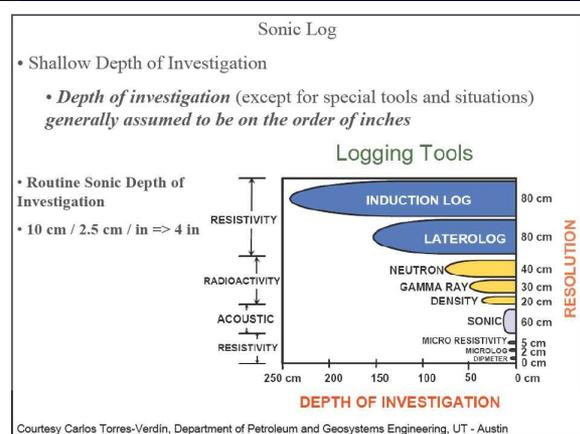 Sonic Log
• Shallow Depth of Investigation
• Depth of investigation (except for special tools and situations)
generally assumed to be on the order of inches
Logging Tools
• Routine Sonic Depth of
Investigation
• 10 cm / 2.5 cm / in => 4 in
RESISTIVITY
RADIOACTIVITY
ACOUSTIC
RESISTIVITY
INDUCTION LOG
80 cm
LATEROLOG
80 cm
NEUTRON
40 cm
GAMMA RAY
30 cm
DENSITY
20 cm
SONIC
60 cm
MICRO RESISTIVITY
5 cm
MICROLOG
2 cm
DIPMETER
0 cm
RESOLUTION
250 cm 200 150 100 50 0 cm
DEPTH OF INVESTIGATION
Courtesy Carlos Torres-Verdín, Department of Petroleum and Geosystems Engineering, UT - Austin